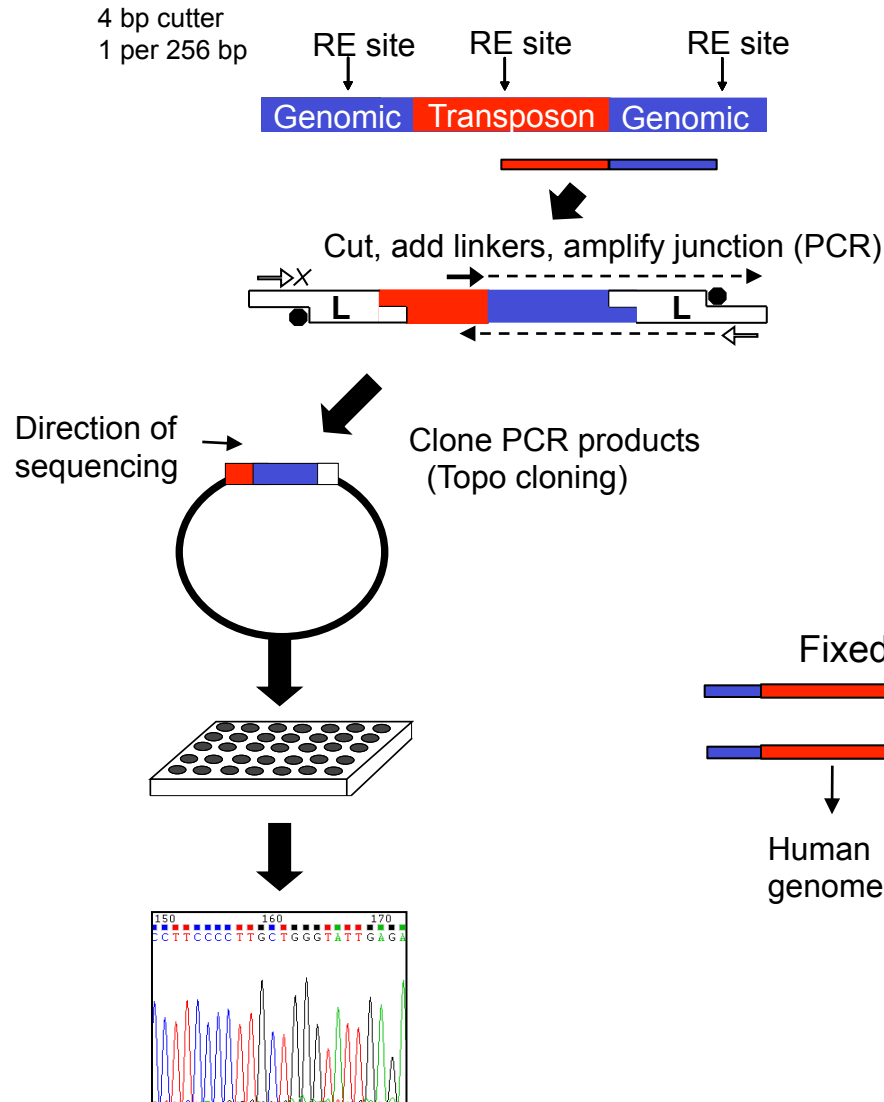 4 bp cutter
1 per 256 bp
RE site RE site RE site
Genomic Transposon Genomic
Cut, add linkers, amplify junction (PCR)
X
L L
Direction of
sequencing
Clone PCR products
(Topo cloning)
Fixed
Human
genome
150 160 170
CCTTCCCCTTGCTGGGTATTGAGA